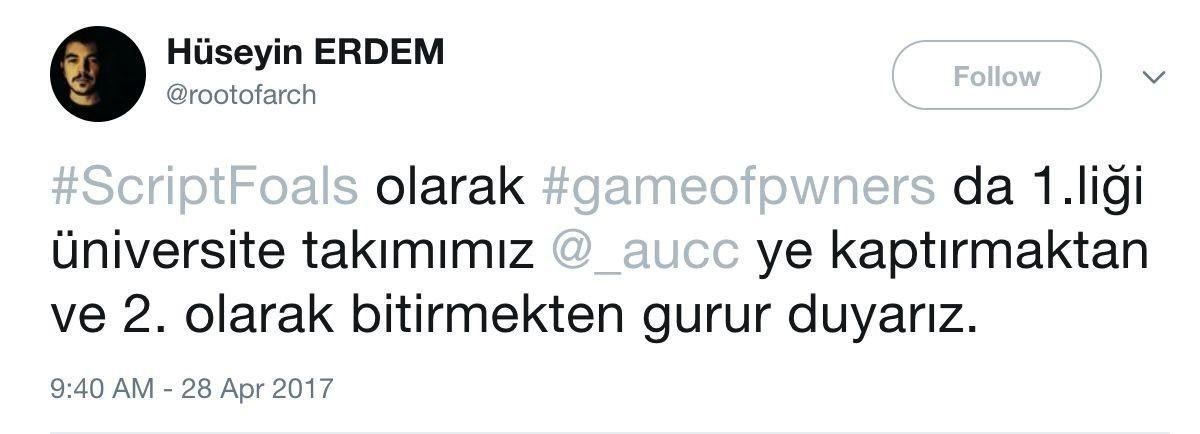 Hüseyin ERDEM
@rootofarch
Follow
#ScriptFoals olarak #gameofpwners da 1.liği
üniversite takımımız @_aucc ye kaptırmaktan
ve 2. olarak bitirmekten gurur duyarız.
9:40 AM - 28 Apr 2017